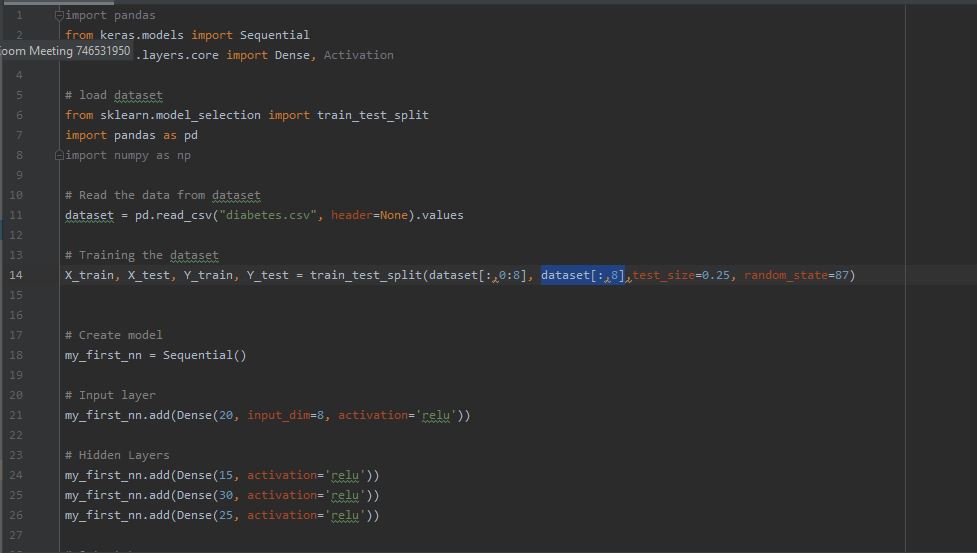 1 import pandas
2 from keras.models import Sequential
oom Meeting 746531950 .layers.core import Dense, Activation
4
5 # load dataset
6 from sklearn.model_selection import train_test_split
7 import pandas as pd
8 import numpy as np
9
10 # Read the data from dataset
11 dataset = pd.read_csv("diabetes.csv", header=None).values
12
13 # Training the dataset
14 X_train, X_test, Y_train, Y_test = train_test_split(dataset[:,0:8], dataset[:,8],test_size=0.25, random_state=87)
15
16
17 # Create model
18 my_first_nn = Sequential()
19
20 # Input layer
21 my_first_nn.add(Dense(20, input_dim=8, activation='relu'))
22
23 # Hidden Layers
24 my_first_nn.add(Dense(15, activation='relu'))
25 my_first_nn.add(Dense(30, activation='relu'))
26 my_first_nn.add(Dense(25, activation='relu'))
27